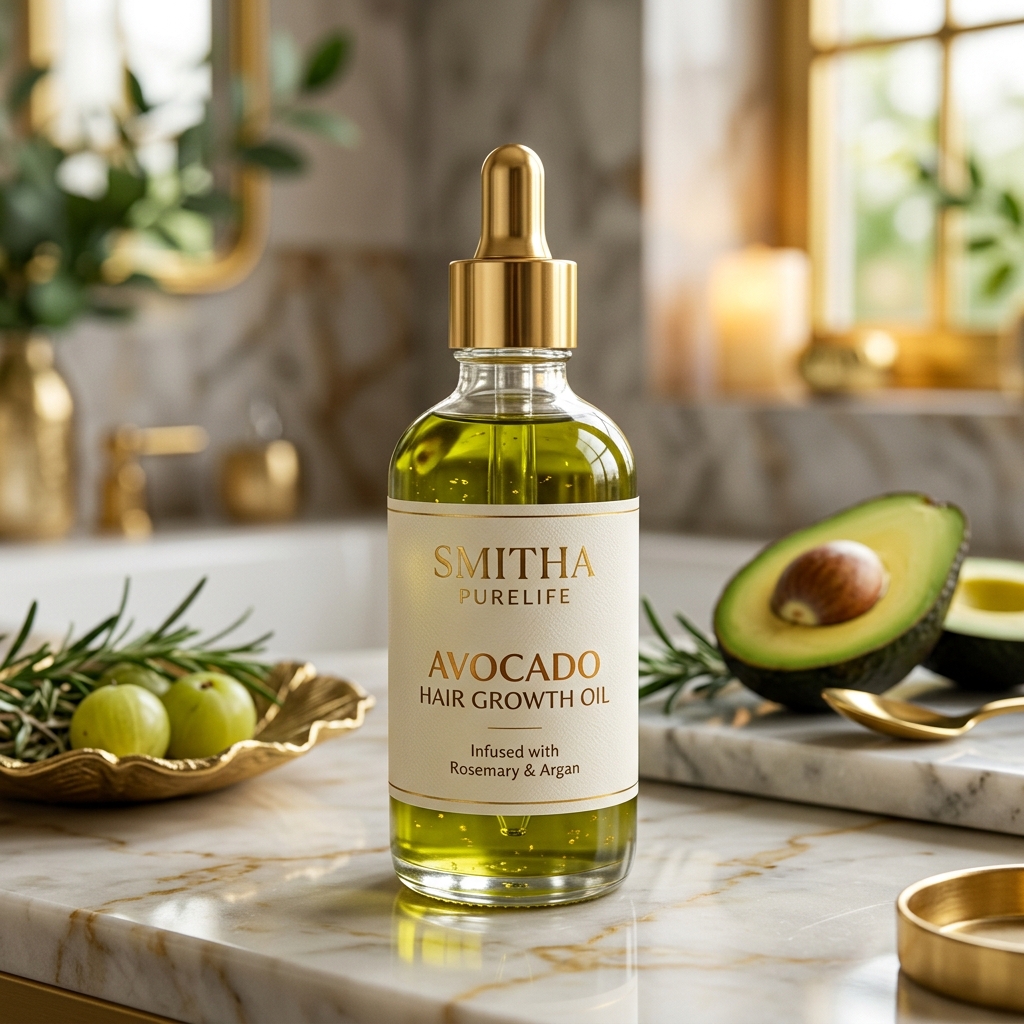 SMITHA
PURELIFE
AVOCADO
HAIR GROWTH OIL
Infused with
Rosemary & Argan